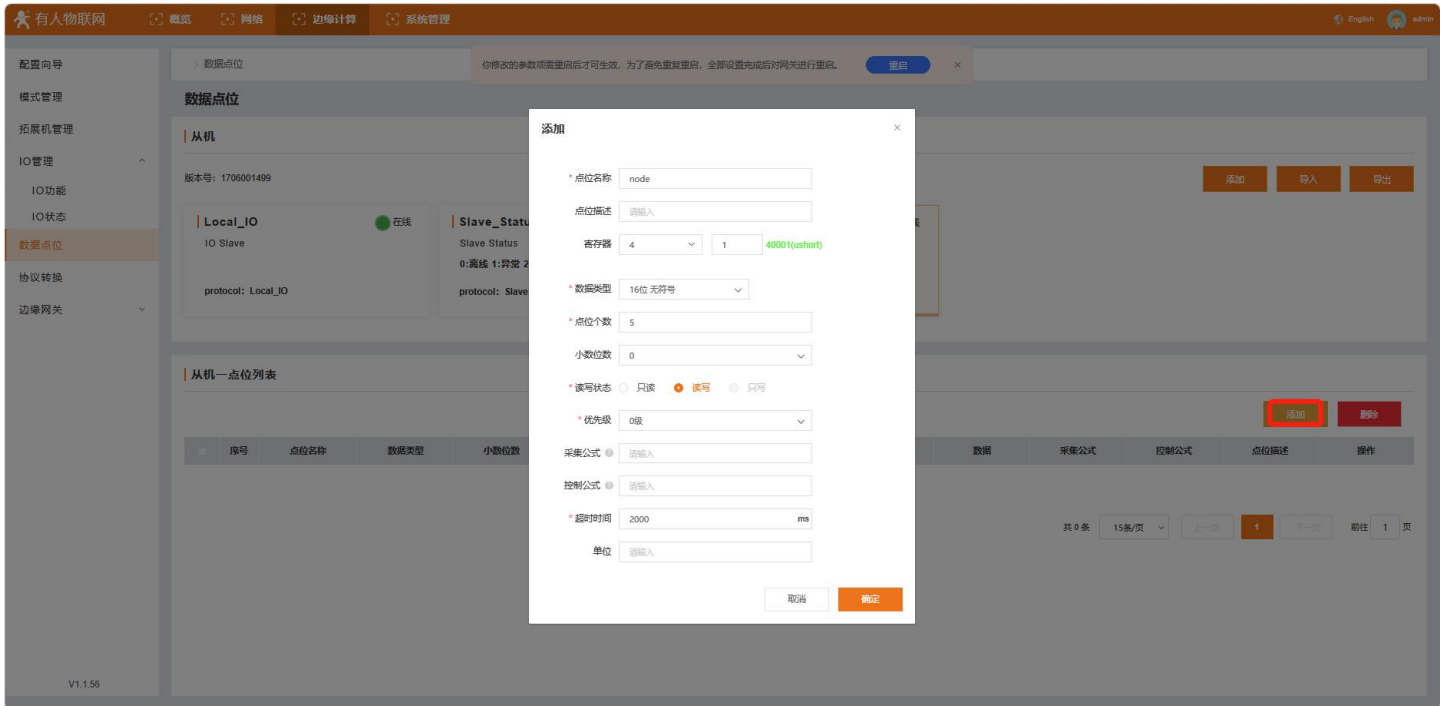 有人物联网 概览 网络 边缘计算 系统管理 English admin
配置向导
模式管理
拓展机管理
IO管理
IO功能
IO状态
数据点位
协议转换
边缘网关
V1.1.56
数据点位
你修改的参数项需重启后才可生效，为了避免重复重启，全部设置完成后对网关进行重启。 重启 ×
数据点位
从机
版本号：1706001499
添加 导入 导出
Local_IO 在线
IO Slave
protocol：Local_IO
Slave_Statu
Slave Status
0:离线 1:异常 2
protocol：Slave
从机一点位列表
添加 删除
序号 点位名称 数据类型 小数位数 数据 采集公式 控制公式 点位描述 操作
共 0 条 15条/页 上一页 1 下一页 前往 1 页
添加 ×
* 点位名称 node
点位描述 请输入
寄存器 4 1 40001(ushort)
* 数据类型 16位 无符号
* 点位个数 5
小数位数 0
* 读写状态 只读 读写 只写
* 优先级 0级
采集公式 请输入
控制公式 请输入
* 超时时间 2000 ms
单位 请输入
取消 确定